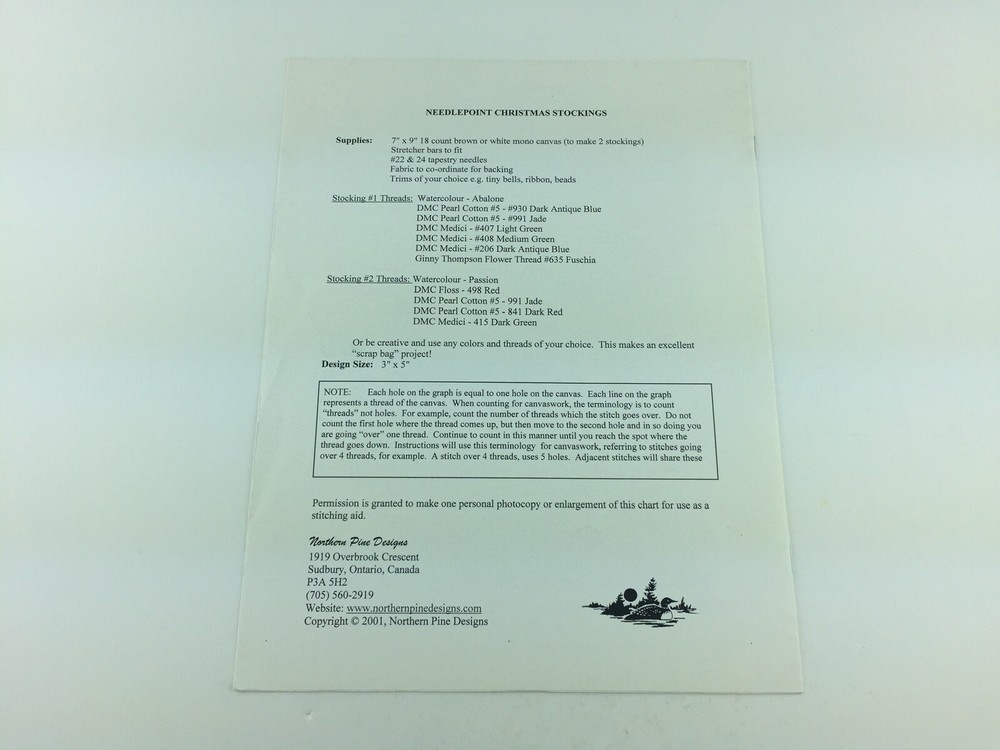 NEEDLEPOINT CHRISTMAS STOCKINGS
Supplies: 7" x 9" 18 count brown or white mono canvas (to make 2 stockings)
Stretcher bars to fit
#22 & 24 tapestry needles
Fabric to co-ordinate for backing
Trims of your choice e.g. tiny bells, ribbon, beads
Stocking #1 Threads: Watercolour - Abalone
DMC Pearl Cotton #5 - #930 Dark Antique Blue
DMC Pearl Cotton #5 - #991 Jade
DMC Medici - #407 Light Green
DMC Medici - #408 Medium Green
DMC Medici - #206 Dark Antique Blue
Ginny Thompson Flower Thread #635 Fuschia
Stocking #2 Threads: Watercolour - Passion
DMC Floss - 498 Red
DMC Pearl Cotton #5 - 991 Jade
DMC Pearl Cotton #5 - 841 Dark Red
DMC Medici - 415 Dark Green
Or be creative and use any colors and threads of your choice. This makes an excellent
"scrap bag" project!
Design Size: 3" x 5"
NOTE: Each hole on the graph is equal to one hole on the canvas. Each line on the graph
represents a thread of the canvas. When counting for canvaswork, the terminology is to count
"threads" not holes. For example, count the number of threads which the stitch goes over. Do not
count the first hole where the thread comes up, but then move to the second hole and in so doing you
are going "over" one thread. Continue to count in this manner until you reach the spot where the
thread goes down. Instructions will use this terminology for canvaswork, referring to stitches going
over 4 threads, for example. A stitch over 4 threads, uses 5 holes. Adjacent stitches will share these
Permission is granted to make one personal photocopy or enlargement of this chart for use as a
stitching aid.
Northern Pine Designs
1919 Overbrook Crescent
Sudbury, Ontario, Canada
P3A 5H2
(705) 560-2919
Website: www.northernpinedesigns.com
Copyright © 2001, Northern Pine Designs